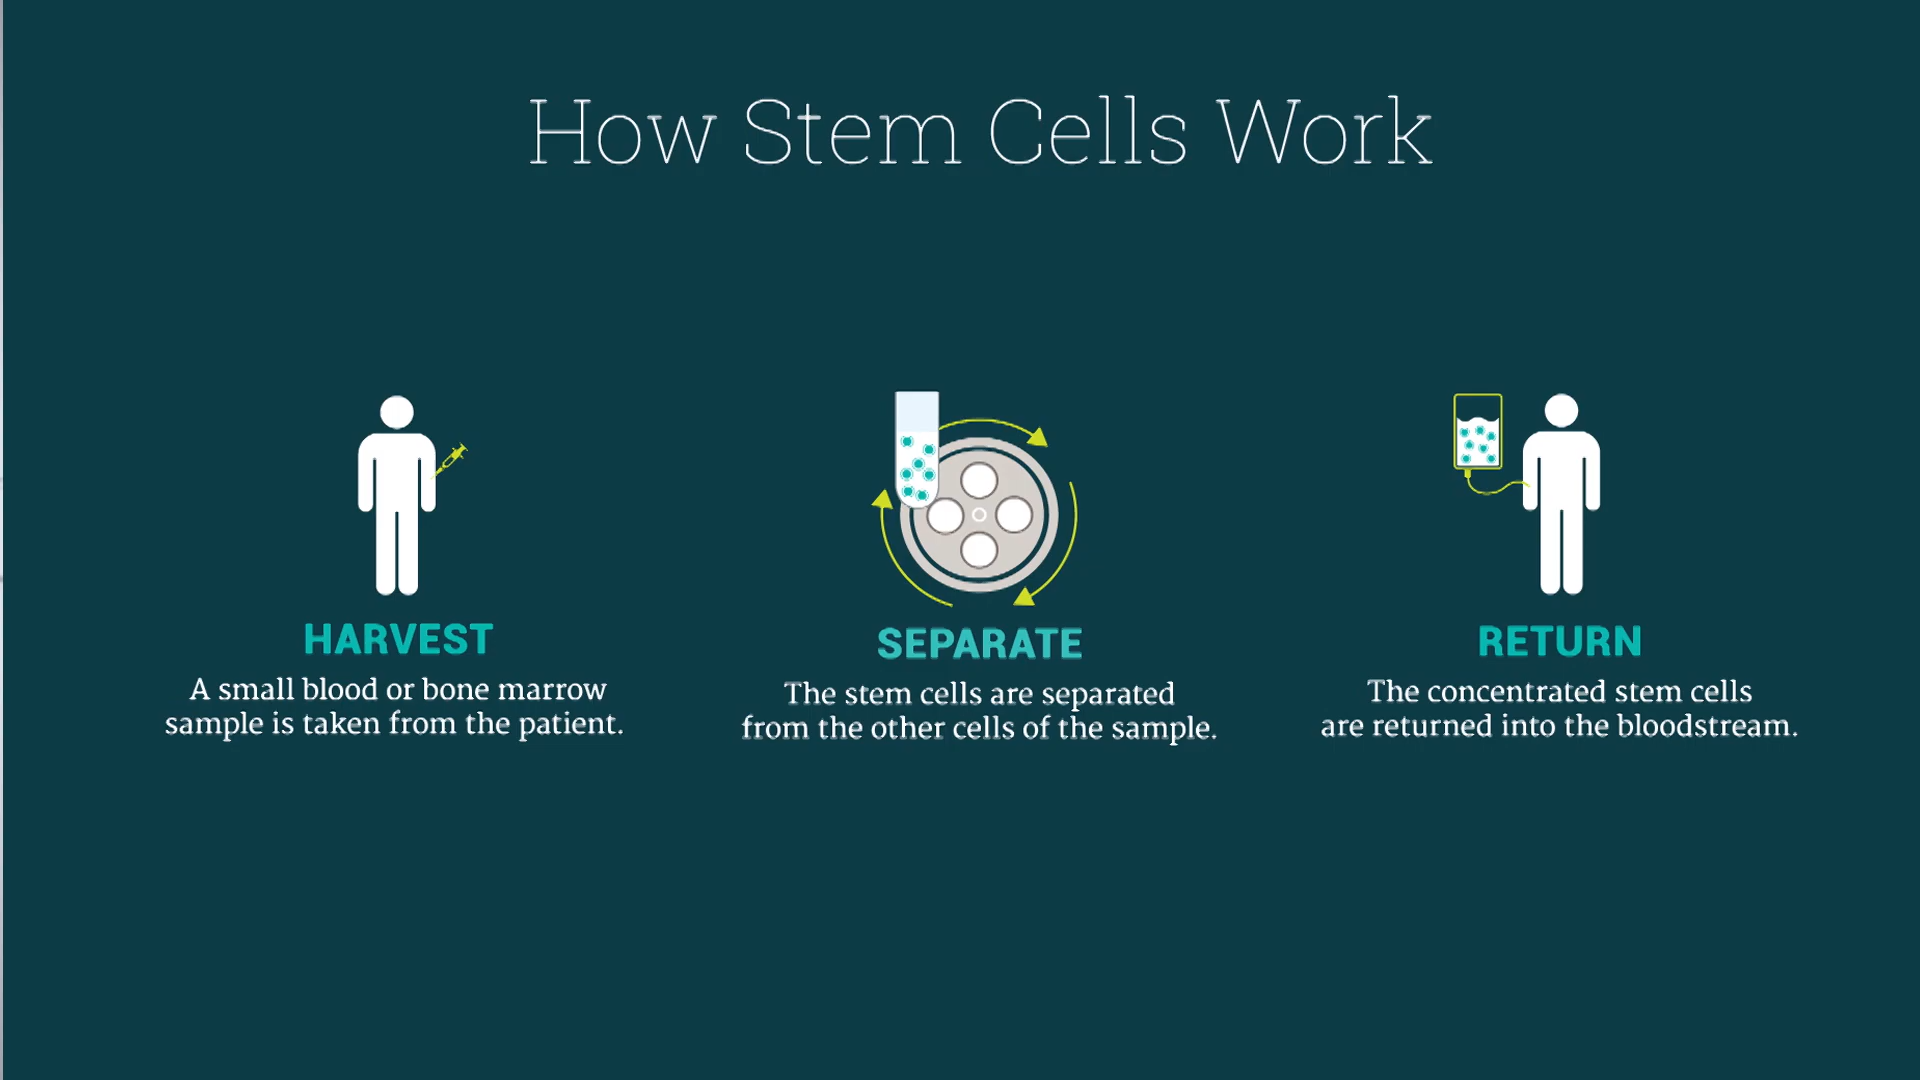 How Stem Cells Work
HARVEST
A small blood or bone marrow
sample is taken from the patient.
SEPARATE
The stem cells are separated
from the other cells of the sample.
RETURN
The concentrated stem cells
are returned into the bloodstream.